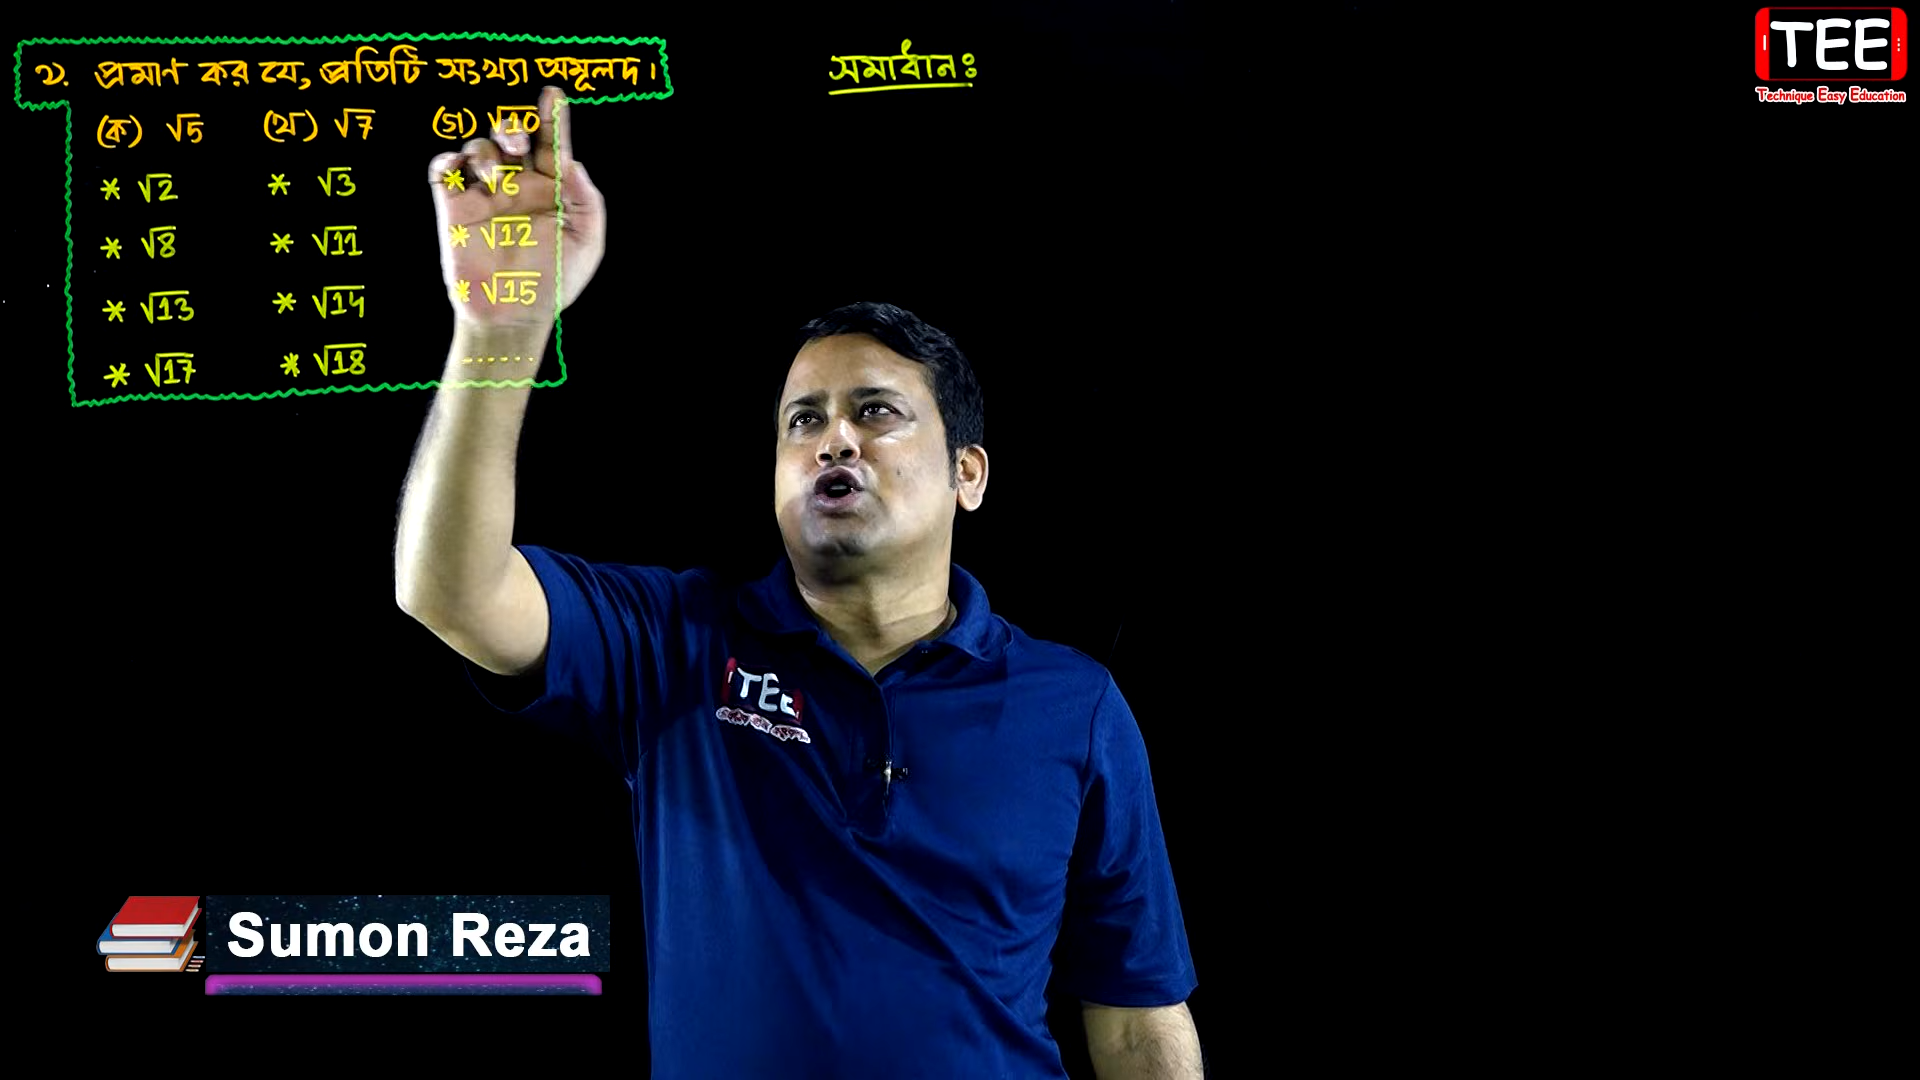 ১. প্রমাণ কর যে, প্রতিটি সংখ্যা অমূলদ।
(ক) √5 (খ) √7 (গ) √10
* √2 * √3 * √6
* √8 * √11 * √12
* √13 * √14 * √15
* √17 * √18 ......
সমাধানঃ
TEE
Technique Easy Education
TEE
Sumon Reza